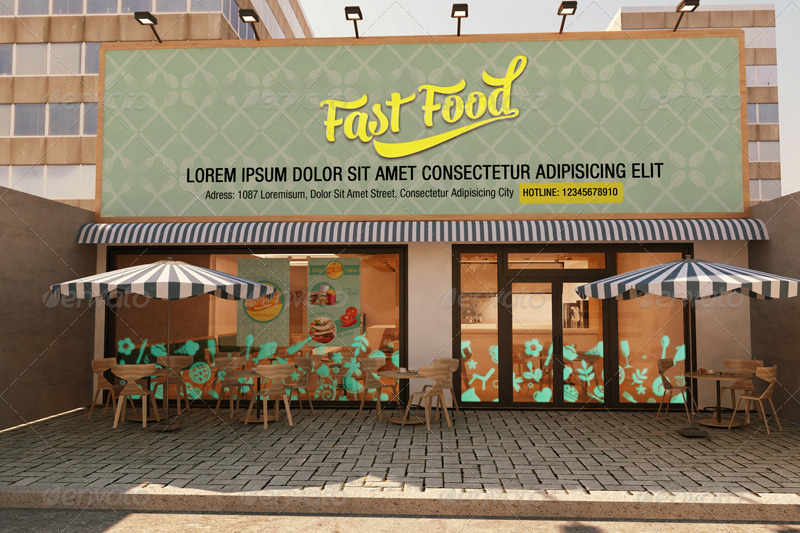 Fast Food
LOREM IPSUM DOLOR SIT AMET CONSECTETUR ADIPISICING ELIT
Adress: 1087 Loremisum, Dolor Sit Amet Street. Consectetur Adipisicing City HOTLINE: 12345678910